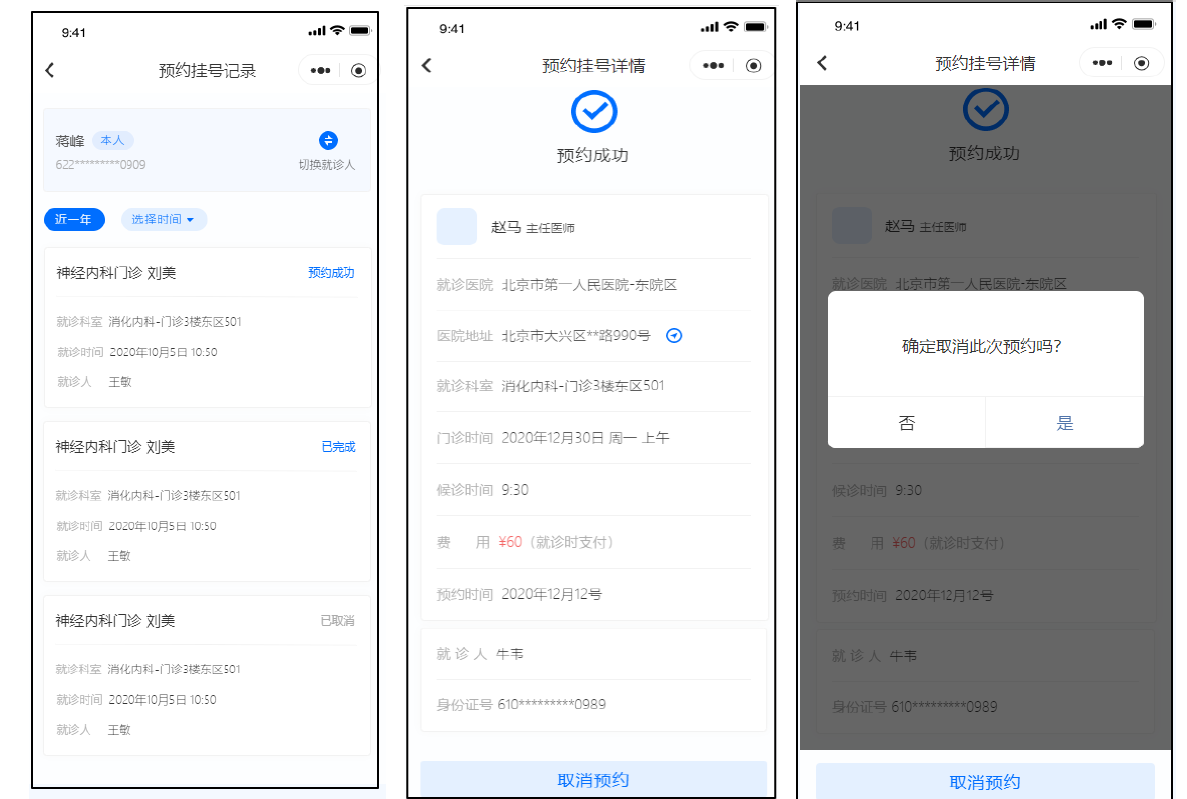 9:41
预约挂号记录
蒋峰 本人
622*********0909
切换就诊人
近一年
选择时间
神经内科门诊 刘美
预约成功
就诊科室 消化内科-门诊3楼东区501
就诊时间 2020年10月5日 10:50
就诊人 王敏
神经内科门诊 刘美
已完成
就诊科室 消化内科-门诊3楼东区501
就诊时间 2020年10月5日 10:50
就诊人 王敏
神经内科门诊 刘美
已取消
就诊科室 消化内科-门诊3楼东区501
就诊时间 2020年10月5日 10:50
就诊人 王敏
9:41
预约挂号详情
预约成功
赵马 主任医师
就诊医院 北京市第一人民医院-东院区
医院地址 北京市大兴区**路990号
就诊科室 消化内科-门诊3楼东区501
门诊时间 2020年12月30日 周一 上午
候诊时间 9:30
费 用 ¥60（就诊时支付）
预约时间 2020年12月12号
就 诊 人 牛韦
身份证号 610*********0989
取消预约
9:41
预约挂号详情
预约成功
赵马 主任医师
就诊医院 北京市第一人民医院-东院区
确定取消此次预约吗?
否
是
候诊时间 9:30
费 用 ¥60（就诊时支付）
预约时间 2020年12月12号
就 诊 人 牛韦
身份证号 610*********0989
取消预约